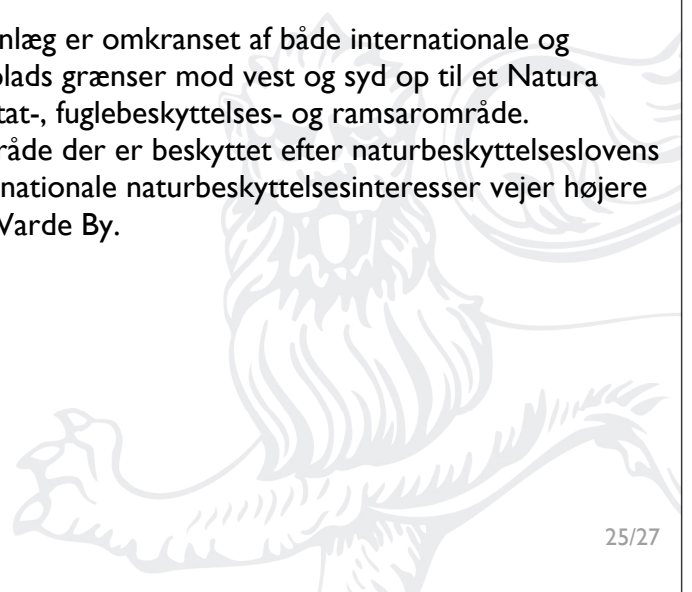 nlæg er omkranset af både internationale og
plads grænser mod vest og syd op til et Natura
tat-, fuglebeskyttelses- og ramsarområde.
råde der er beskyttet efter naturbeskyttelseslovens
nationale naturbeskyttelsesinteresser vejer højere
Varde By.
25/27